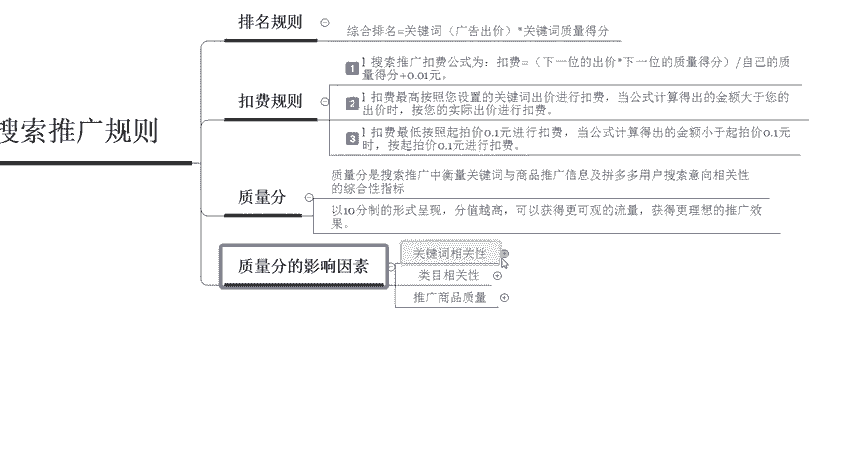 搜索推广规则
排名规则
综合排名=关键词（广告出价）*关键词质量得分
扣费规则
1 搜索推广扣费公式为：扣费=（下一位的出价*下一位的质量得分）/自己的质
量得分+0.01元。
2 扣费最高按照您设置的关键词出价进行扣费，当公式计算得出的金额大于您的
出价时，按您的实际出价进行扣费。
3 扣费最低按照起拍价0.1元进行扣费，当公式计算得出的金额小于起拍价0.1元
时，按起拍价0.1元进行扣费。
质量分
质量分是搜索推广中衡量关键词与商品推广信息及拼多多用户搜索意向相关性
的综合性指标
以10分制的形式呈现，分值越高，可以获得更可观的流量，获得更理想的推广效
果。
质量分的影响因素
关键词相关性
类目相关性
推广商品质量